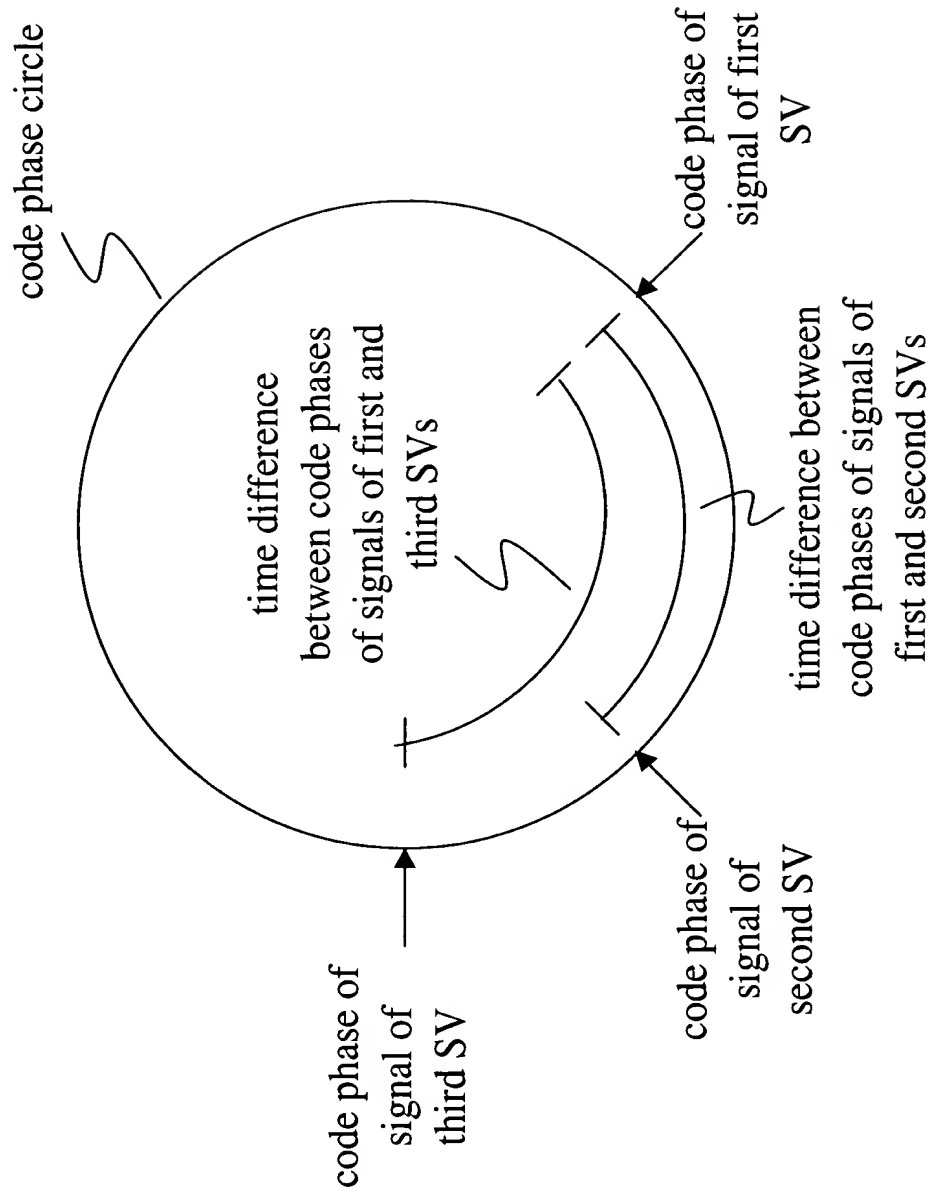 code phase circle
time difference
between code phases
of signals of first and
third SVs
code phase of
signal of
third SV
code phase of
signal of
second SV
time difference between
code phases of signals of
first and second SVs
code phase of
signal of first
SV